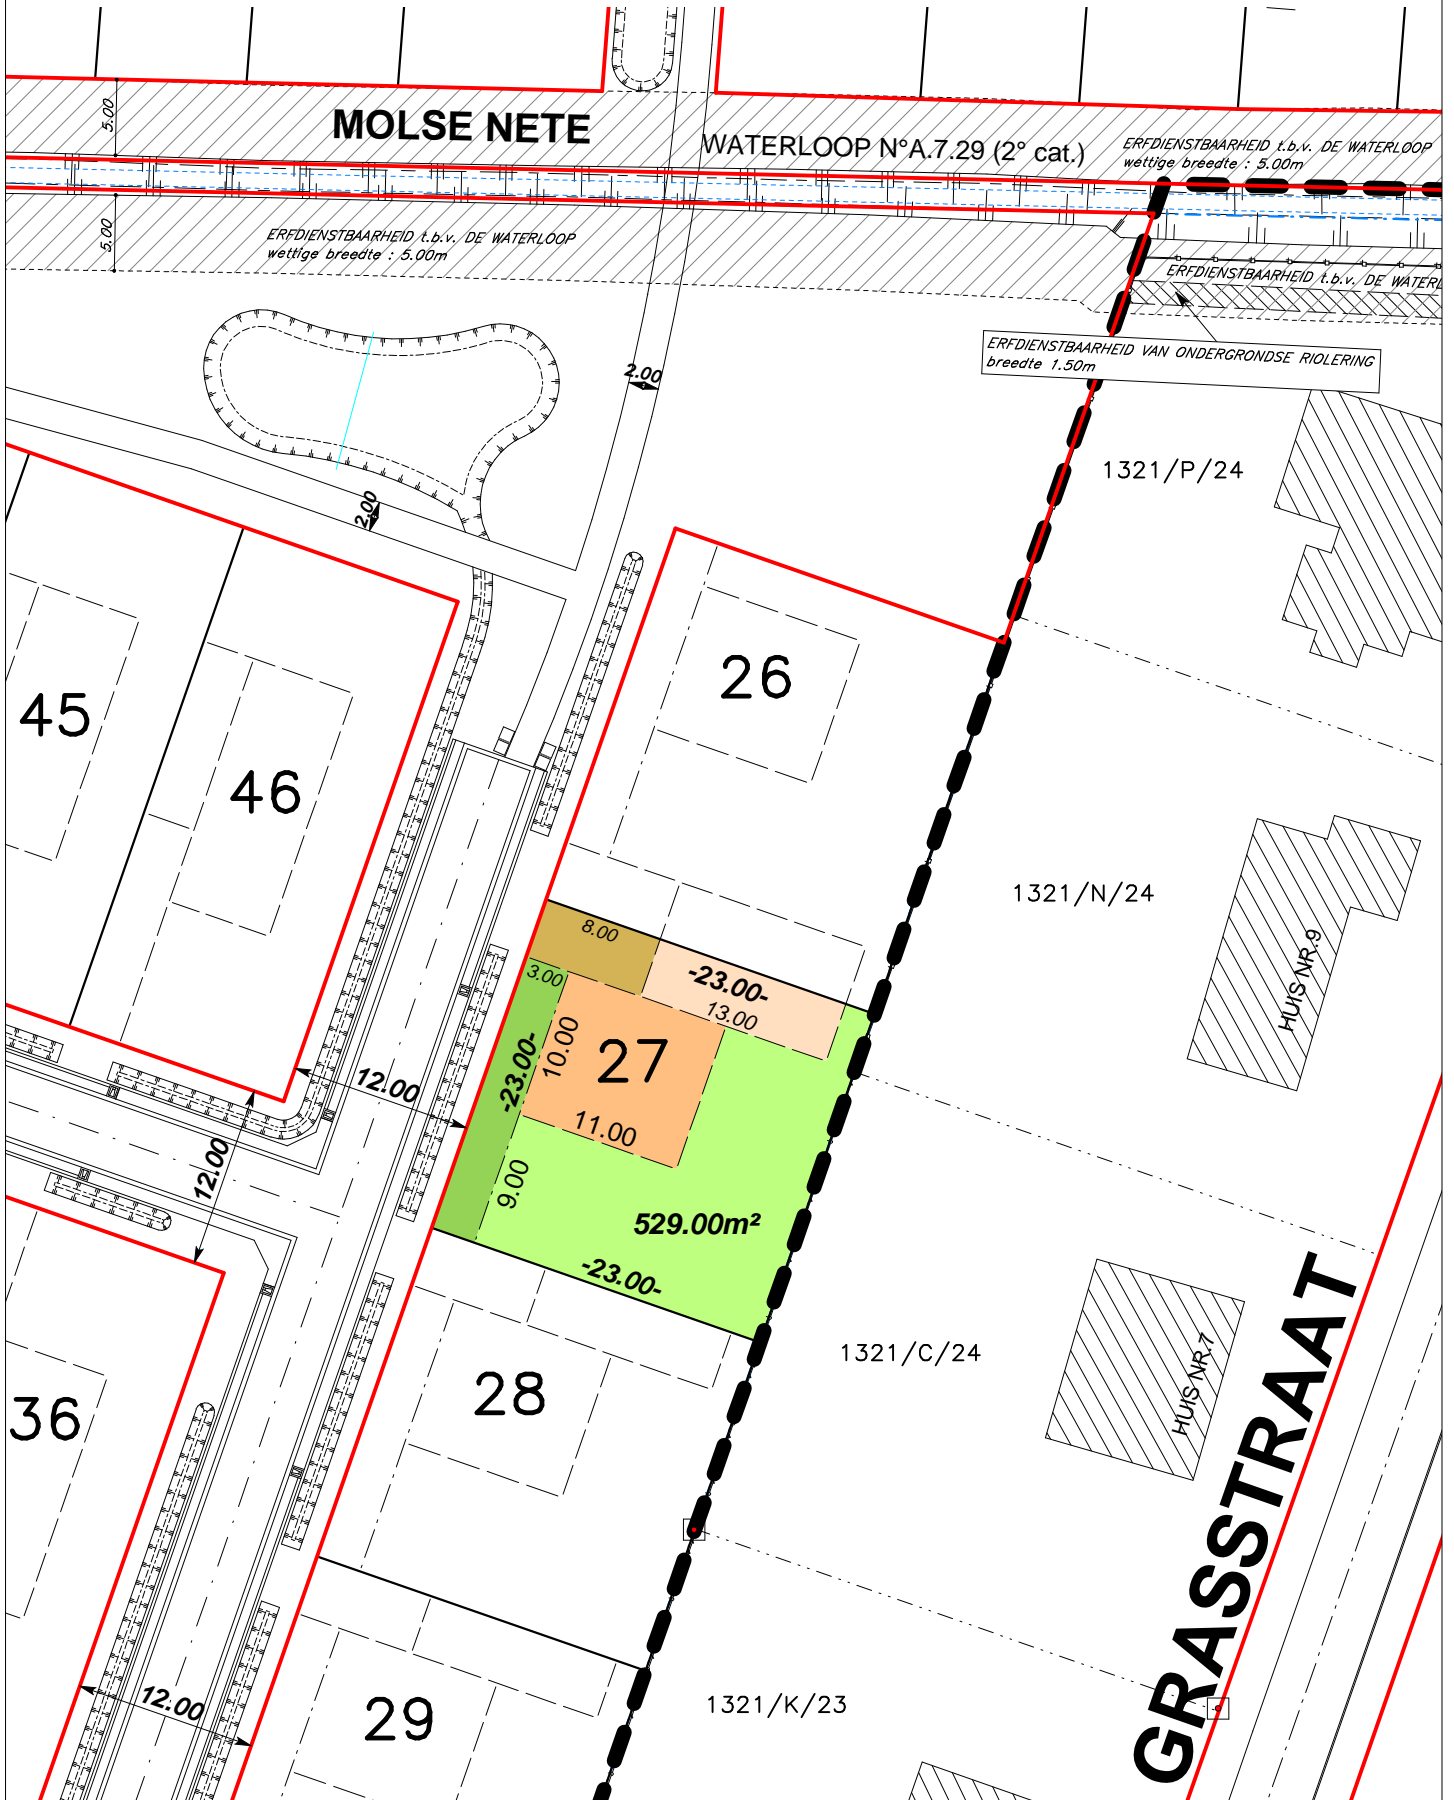 5.00
MOLSE NETE
WATERLOOP N°A.7.29 (2° cat.)
ERFDIENSTBAARHEID t.b.v. DE WATERLOOP
wettige breedte : 5.00m
5.00
ERFDIENSTBAARHEID t.b.v. DE WATERLOOP
wettige breedte : 5.00m
ERFDIENSTBAARHEID t.b.v. DE WATERL
ERFDIENSTBAARHEID VAN ONDERGRONDSE RIOLERING
breedte 1.50m
2.00
1321/P/24
2.00
26
45
46
1321/N/24
8.00
HUIS NR.9
3.00
-23.00-
13.00
10.00
27
-23.00-
12.00
11.00
12.00
9.00
529.00m²
-23.00-
1321/C/24
HUIS NR.7
28
36
GRASSTRAAT
1321/K/23
12.00
29